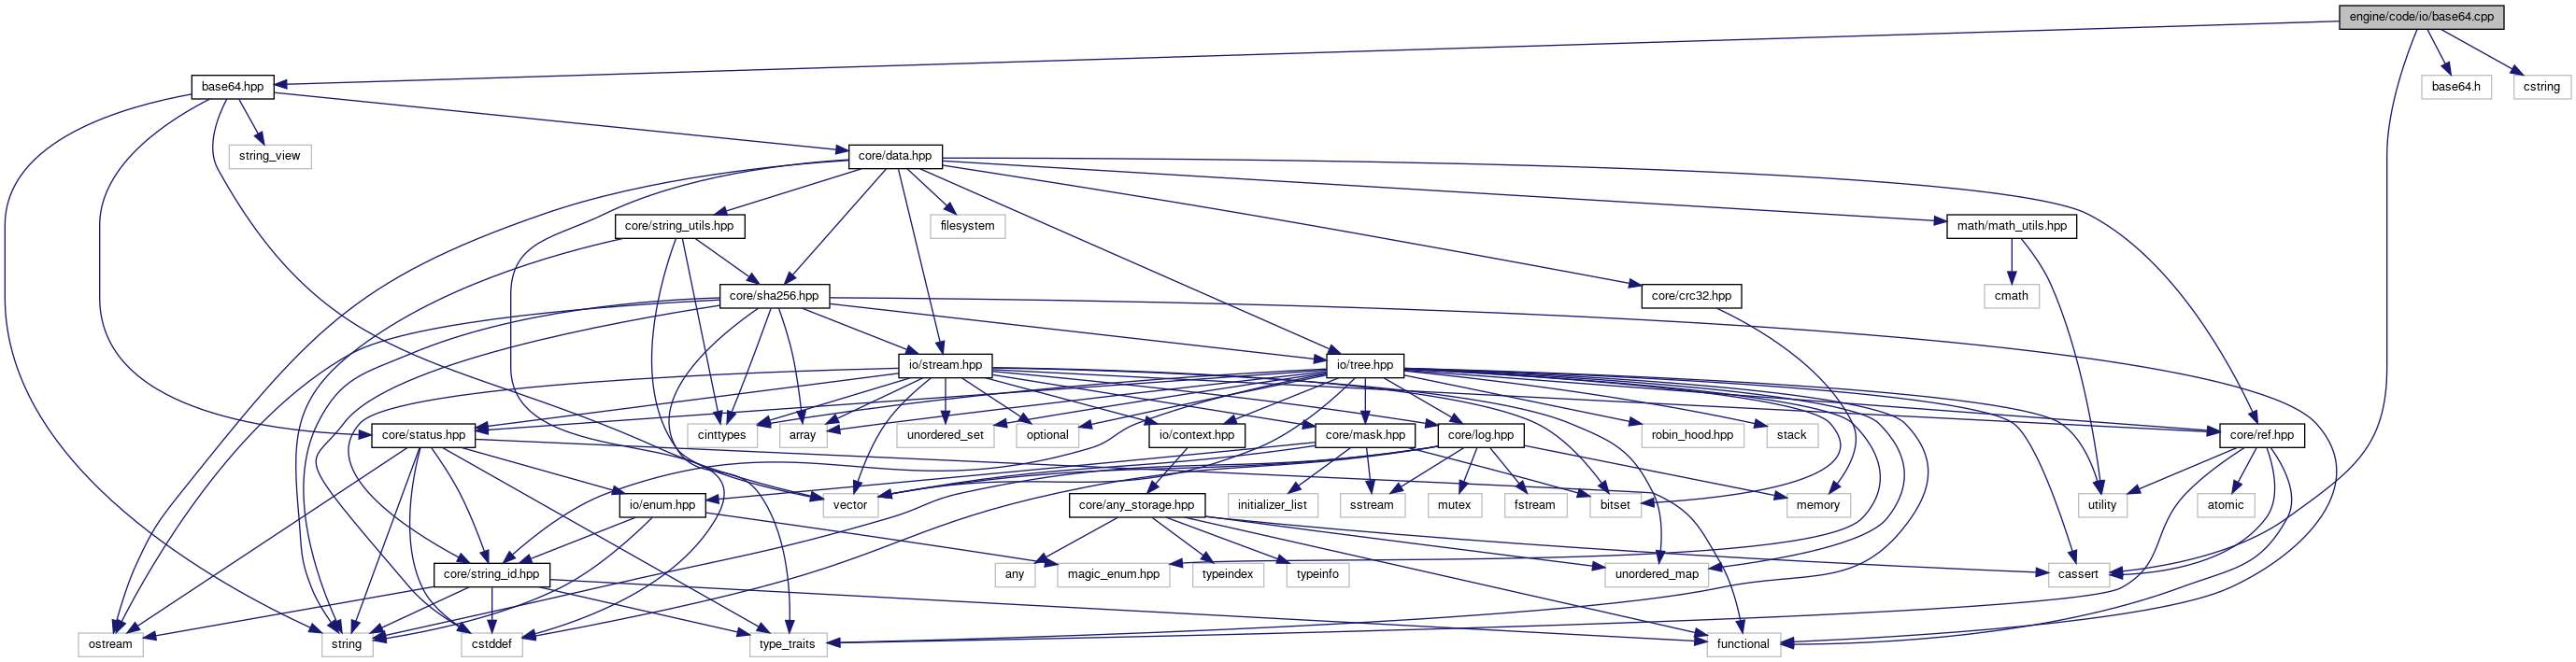 engine/code/io/base64.cpp
base64.hpp
base64.h
cstring
string_view
core/data.hpp
core/string_utils.hpp
filesystem
math/math_utils.hpp
core/sha256.hpp
core/crc32.hpp
cmath
io/stream.hpp
io/tree.hpp
core/status.hpp
cinttypes
array
unordered_set
optional
io/context.hpp
core/mask.hpp
core/log.hpp
robin_hood.hpp
stack
core/ref.hpp
io/enum.hpp
vector
core/any_storage.hpp
initializer_list
sstream
mutex
fstream
bitset
memory
utility
atomic
core/string_id.hpp
any
magic_enum.hpp
typeindex
typeinfo
unordered_map
cassert
ostream
string
cstddef
type_traits
functional